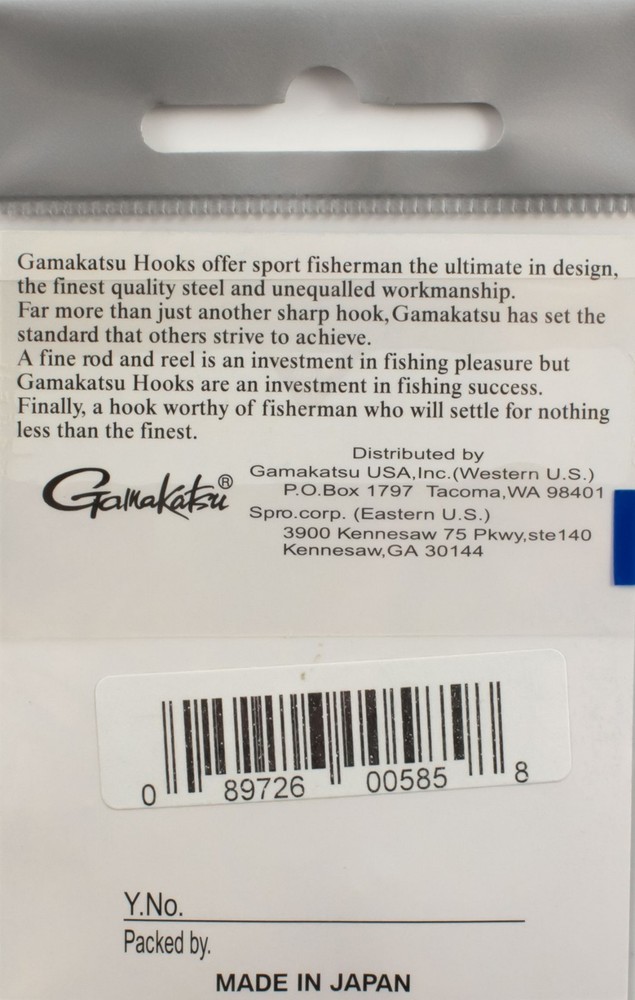 Gamakatsu Hooks offer sport fisherman the ultimate in design,
the finest quality steel and unequalled workmanship.
Far more than just another sharp hook, Gamakatsu has set the
standard that others strive to achieve.
A fine rod and reel is an investment in fishing pleasure but
Gamakatsu Hooks are an investment in fishing success.
Finally, a hook worthy of fisherman who will settle for nothing
less than the finest.
Gamakatsu®
Distributed by
Gamakatsu USA,Inc.(Western U.S.)
P.O.Box 1797 Tacoma,WA 98401
Spro.corp. (Eastern U.S.)
3900 Kennesaw 75 Pkwy,ste140
Kennesaw,GA 30144
0 89726 00585 8
Y.No.
Packed by.
MADE IN JAPAN